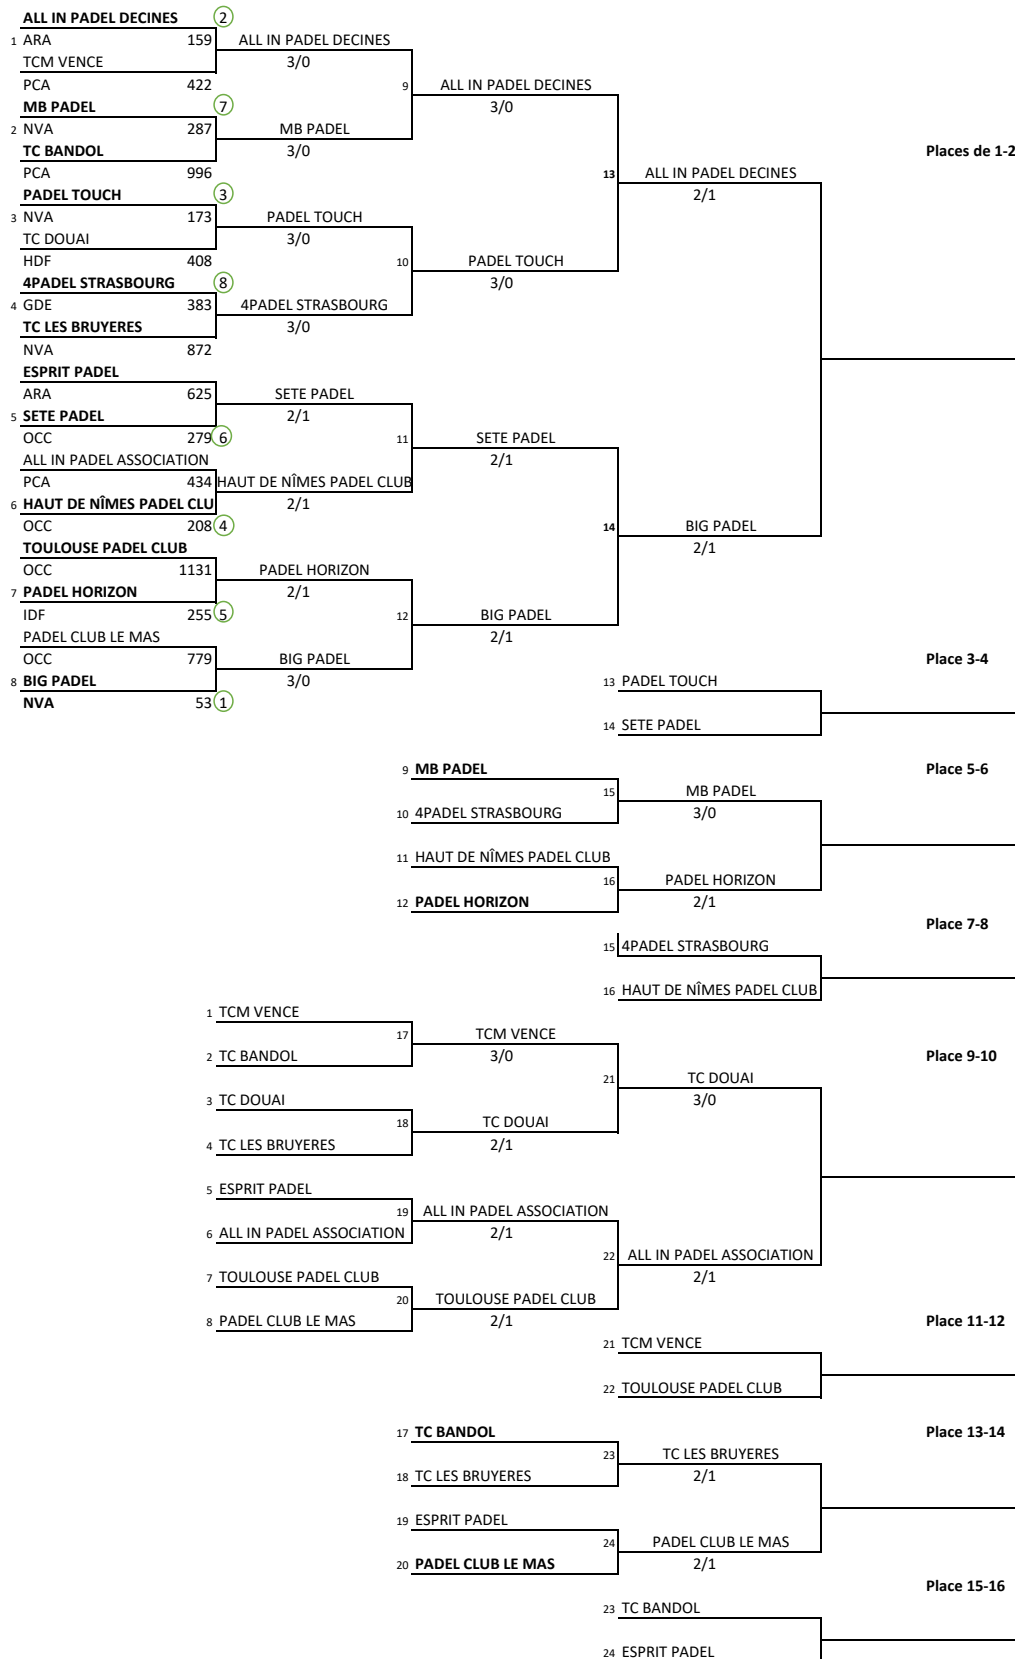 ALL IN PADEL DECINES 2
1 ARA 159 ALL IN PADEL DECINES
TCM VENCE 3/0
PCA 422 9 ALL IN PADEL DECINES
MB PADEL 7 3/0
2 NVA 287 MB PADEL
TC BANDOL 3/0 Places de 1-2
PCA 996 13 ALL IN PADEL DECINES
PADEL TOUCH 3 2/1
3 NVA 173 PADEL TOUCH
TC DOUAI 3/0
HDF 408 10 PADEL TOUCH
4PADEL STRASBOURG 8 3/0
4 GDE 383 4PADEL STRASBOURG
TC LES BRUYERES 3/0
NVA 872
ESPRIT PADEL
ARA 625 SETE PADEL
5 SETE PADEL 2/1
OCC 279 6 11 SETE PADEL
ALL IN PADEL ASSOCIATION 2/1
PCA 434 HAUT DE NÎMES PADEL CLUB
6 HAUT DE NÎMES PADEL CLU 2/1
OCC 208 4 14 BIG PADEL
TOULOUSE PADEL CLUB 2/1
OCC 1131 PADEL HORIZON
7 PADEL HORIZON 2/1
IDF 255 5 12 BIG PADEL
PADEL CLUB LE MAS 2/1
OCC 779 BIG PADEL Place 3-4
8 BIG PADEL 3/0 13 PADEL TOUCH
NVA 53 1
14 SETE PADEL
9 MB PADEL Place 5-6
15 MB PADEL
10 4PADEL STRASBOURG 3/0
11 HAUT DE NÎMES PADEL CLUB
16 PADEL HORIZON
12 PADEL HORIZON 2/1
Place 7-8
15 4PADEL STRASBOURG
16 HAUT DE NÎMES PADEL CLUB
1 TCM VENCE
17 TCM VENCE
2 TC BANDOL 3/0 Place 9-10
21 TC DOUAI
3 TC DOUAI 3/0
18 TC DOUAI
4 TC LES BRUYERES 2/1
5 ESPRIT PADEL
19 ALL IN PADEL ASSOCIATION
6 ALL IN PADEL ASSOCIATION 2/1
22 ALL IN PADEL ASSOCIATION
7 TOULOUSE PADEL CLUB 2/1
20 TOULOUSE PADEL CLUB
8 PADEL CLUB LE MAS 2/1 Place 11-12
21 TCM VENCE
22 TOULOUSE PADEL CLUB
17 TC BANDOL Place 13-14
23 TC LES BRUYERES
18 TC LES BRUYERES 2/1
19 ESPRIT PADEL
24 PADEL CLUB LE MAS
20 PADEL CLUB LE MAS 2/1
Place 15-16
23 TC BANDOL
24 ESPRIT PADEL